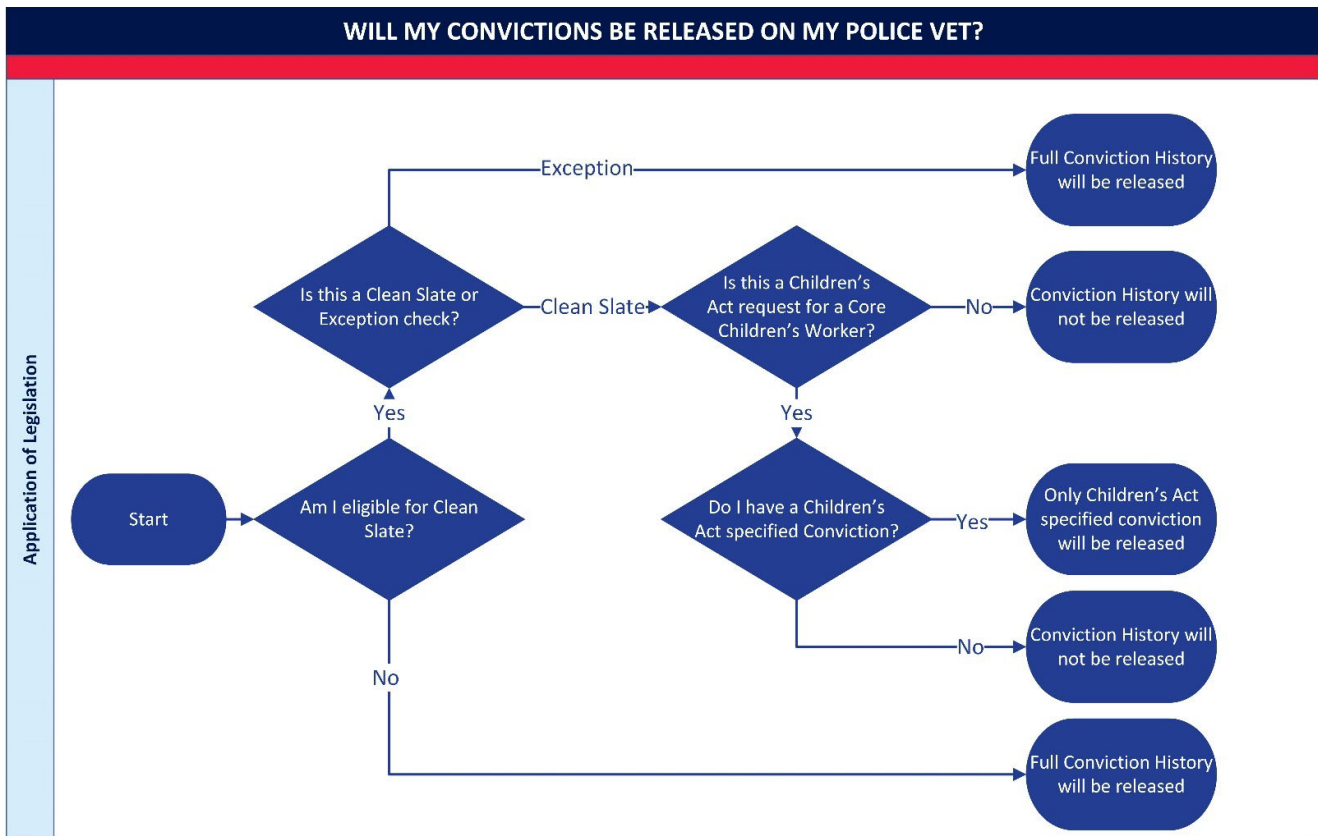 WILL MY CONVICTIONS BE RELEASED ON MY POLICE VET?
Application of Legislation
Exception
Full Conviction History
will be released
Is this a Clean Slate or
Exception check?
Clean Slate
Is this a Children’s
Act request for a Core
Children’s Worker?
No
Conviction History will
not be released
Yes
Yes
Start
Am I eligible for Clean
Slate?
Do I have a Children’s
Act specified Conviction?
Yes
Only Children’s Act
specified conviction
will be released
No
Conviction History will
not be released
No
Full Conviction History
will be released